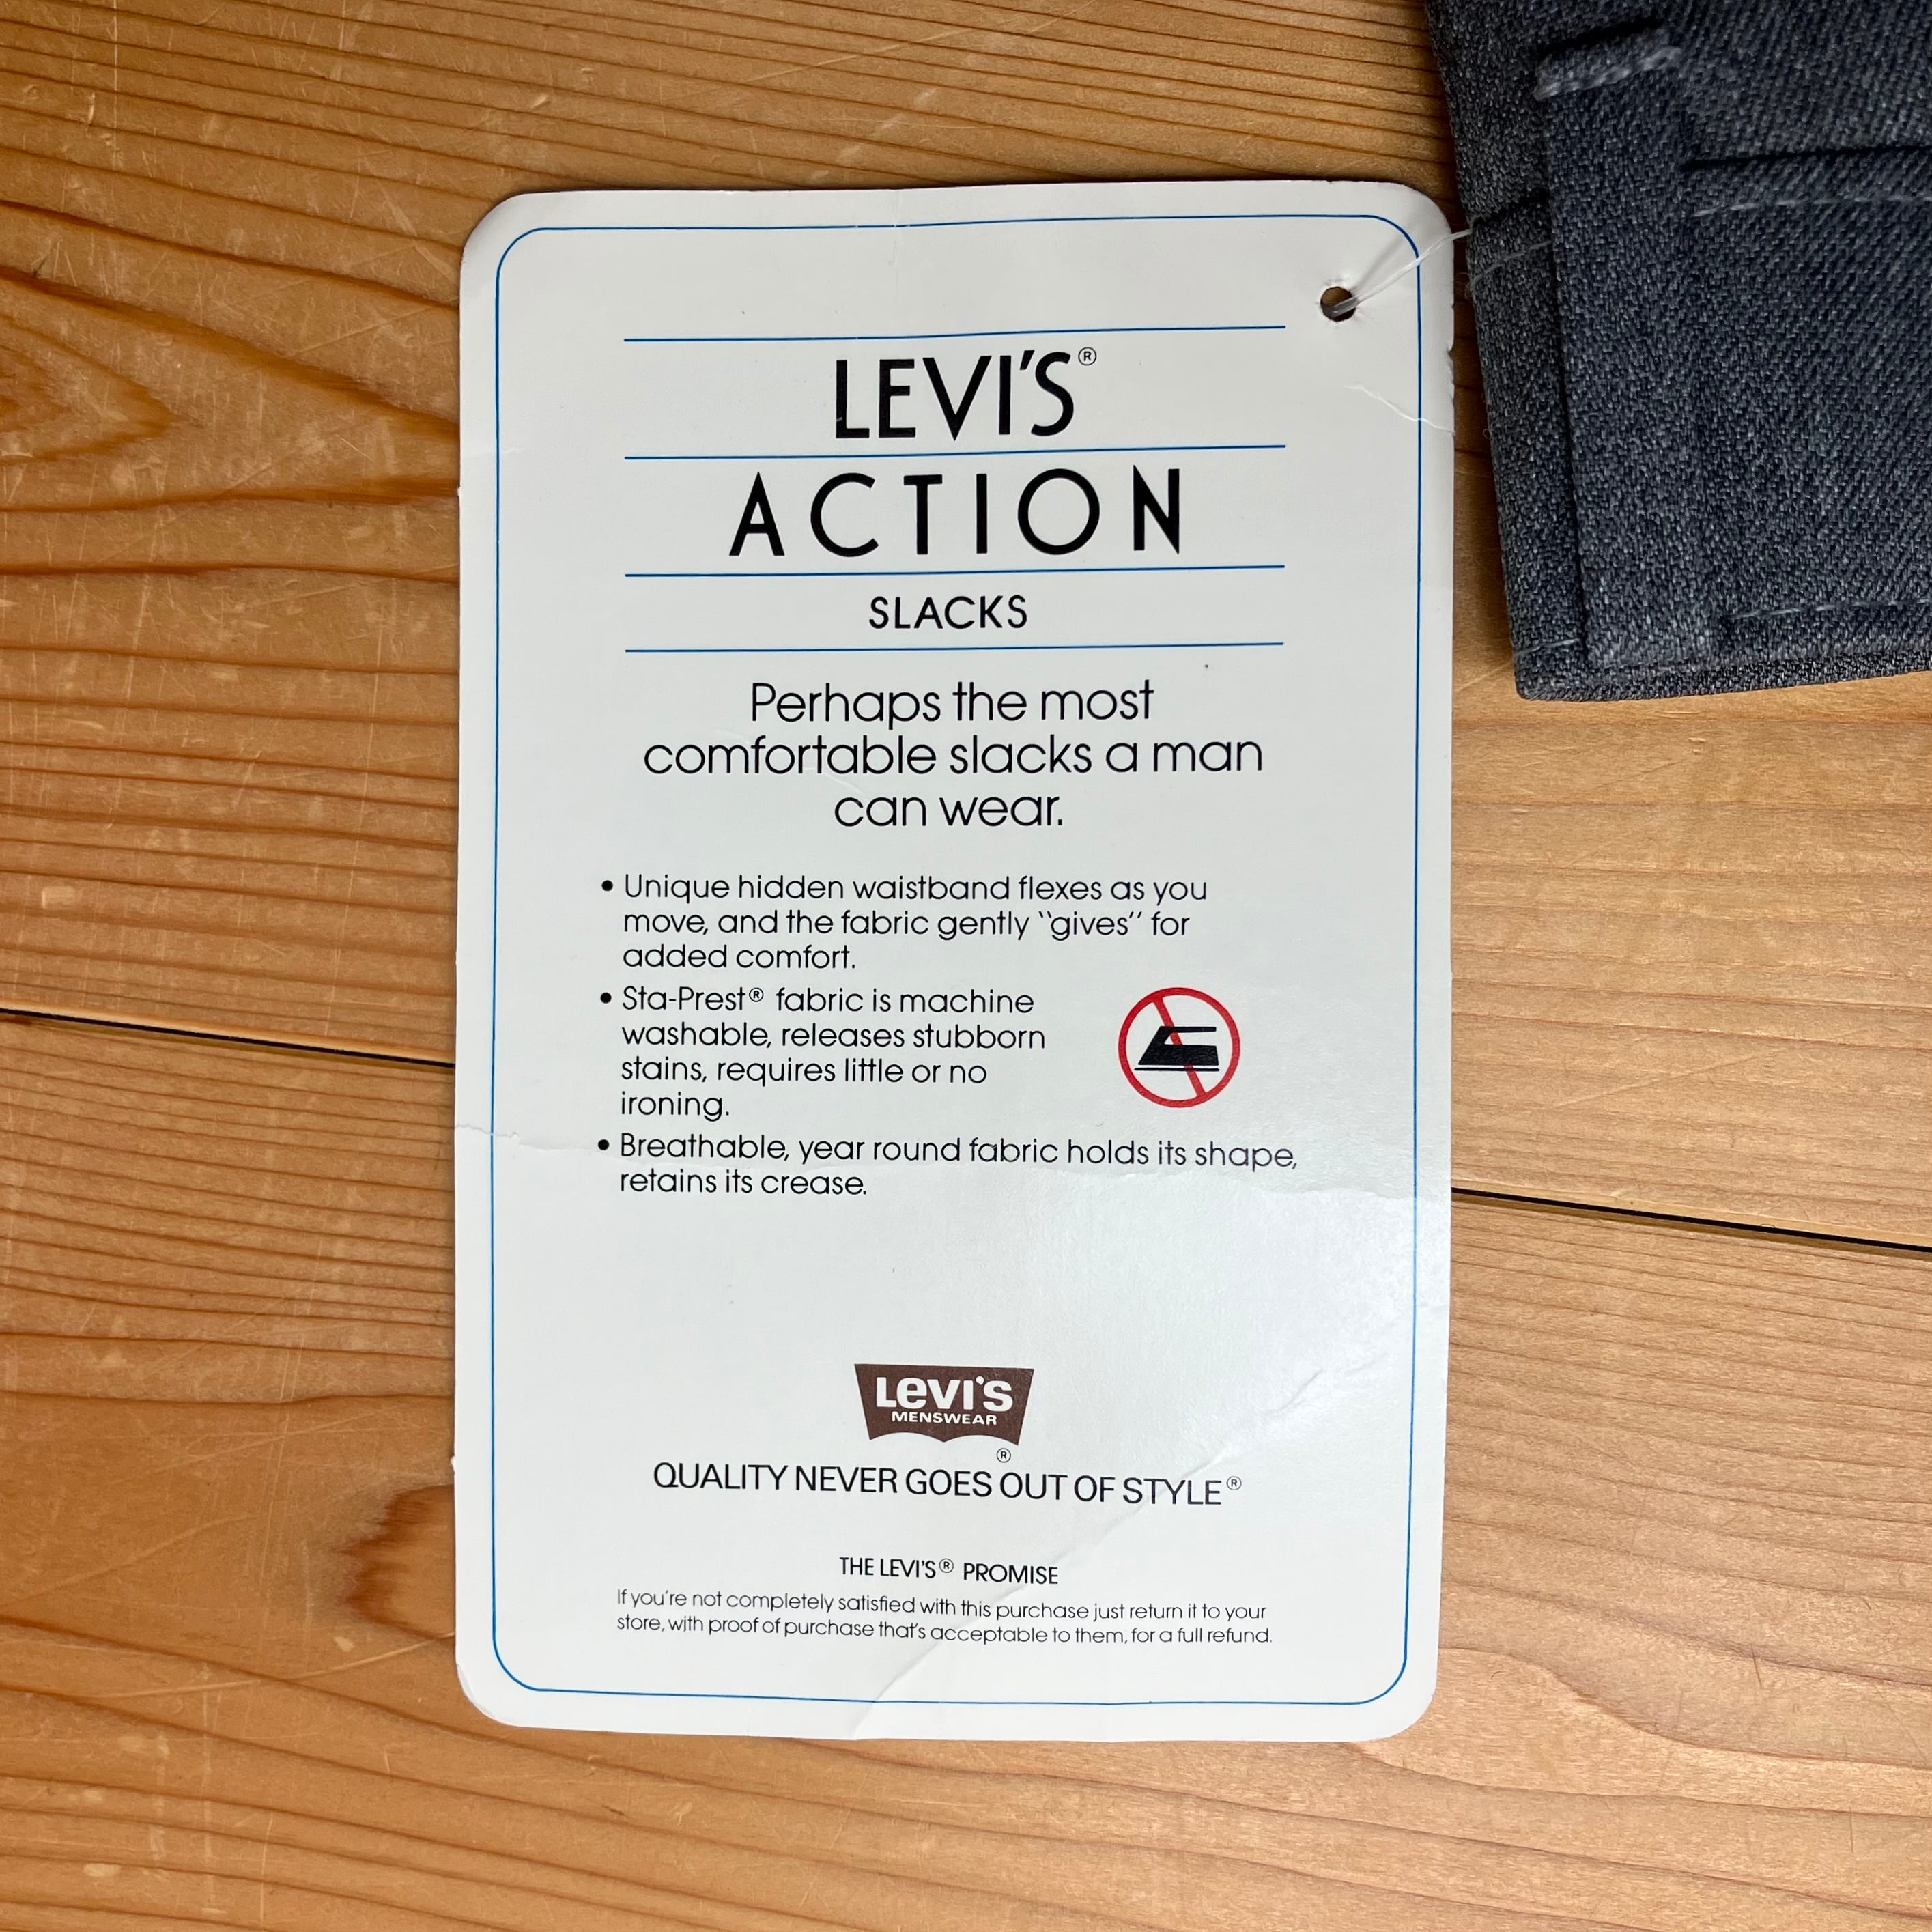 LEVI'S®
ACTION
SLACKS
Perhaps the most
comfortable slacks a man
can wear.
• Unique hidden waistband flexes as you
move, and the fabric gently "gives" for
added comfort.
• Sta-Prest® fabric is machine
washable, releases stubborn
stains, requires little or no
ironing.
• Breathable, year round fabric holds its shape,
retains its crease.
Levi's
MENSWEAR
®
QUALITY NEVER GOES OUT OF STYLE®
THE LEVI'S® PROMISE
If you're not completely satisfied with this purchase just return it to your
store, with proof of purchase that's acceptable to them, for a full refund.